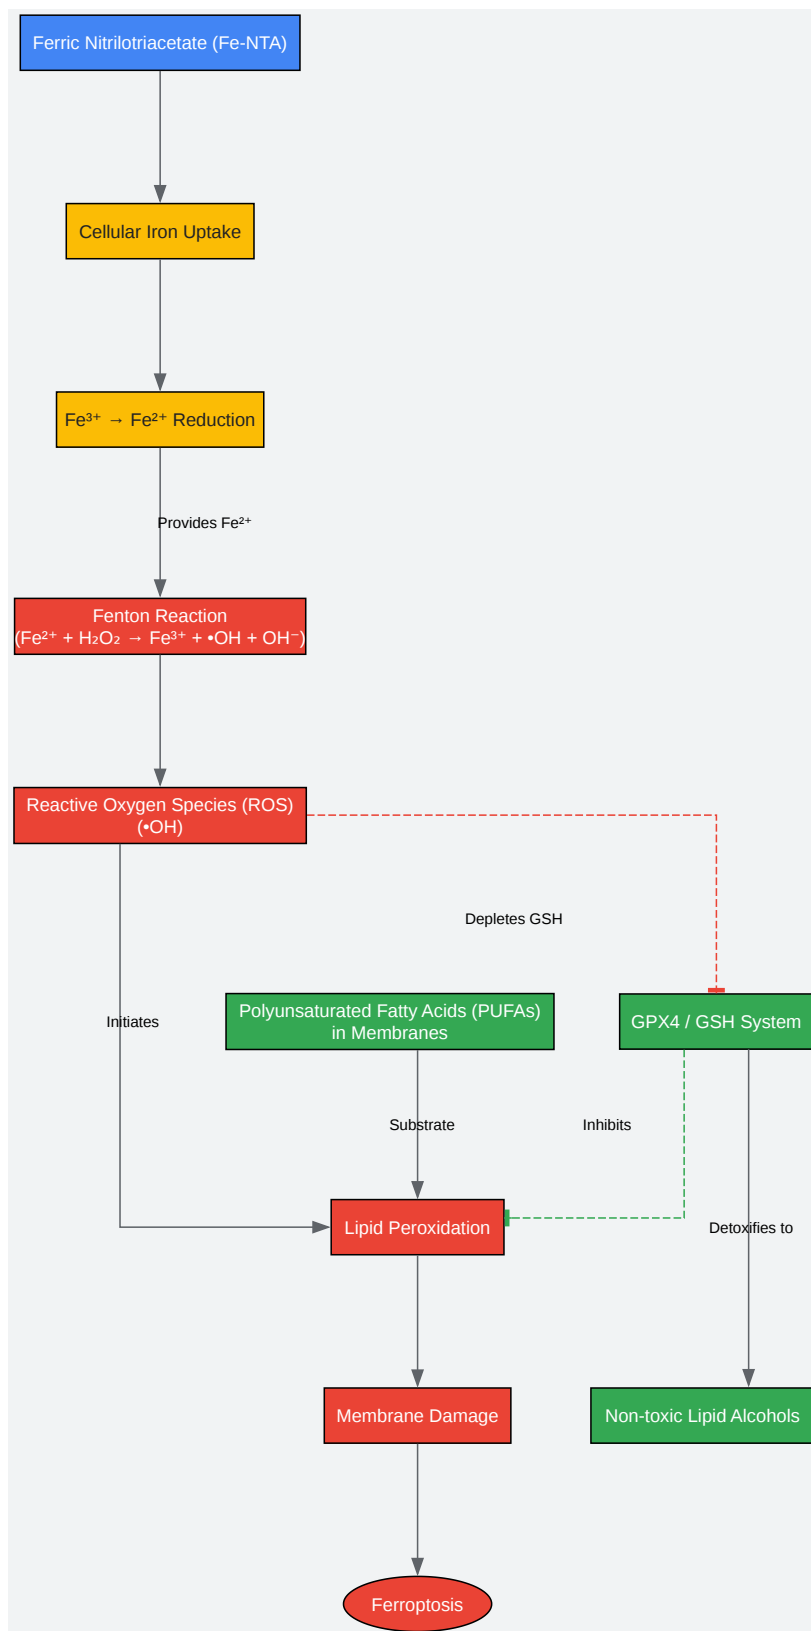 Ferric Nitrilotriacetate (Fe-NTA)
Cellular Iron Uptake
Fe³⁺ → Fe²⁺ Reduction
Provides Fe²⁺
Fenton Reaction
(Fe²⁺ + H₂O₂ → Fe³⁺ + •OH + OH⁻)
Reactive Oxygen Species (ROS)
(•OH)
Depletes GSH
Initiates
Polyunsaturated Fatty Acids (PUFAs)
in Membranes
GPX4 / GSH System
Substrate
Inhibits
Lipid Peroxidation
Detoxifies to
Membrane Damage
Non-toxic Lipid Alcohols
Ferroptosis